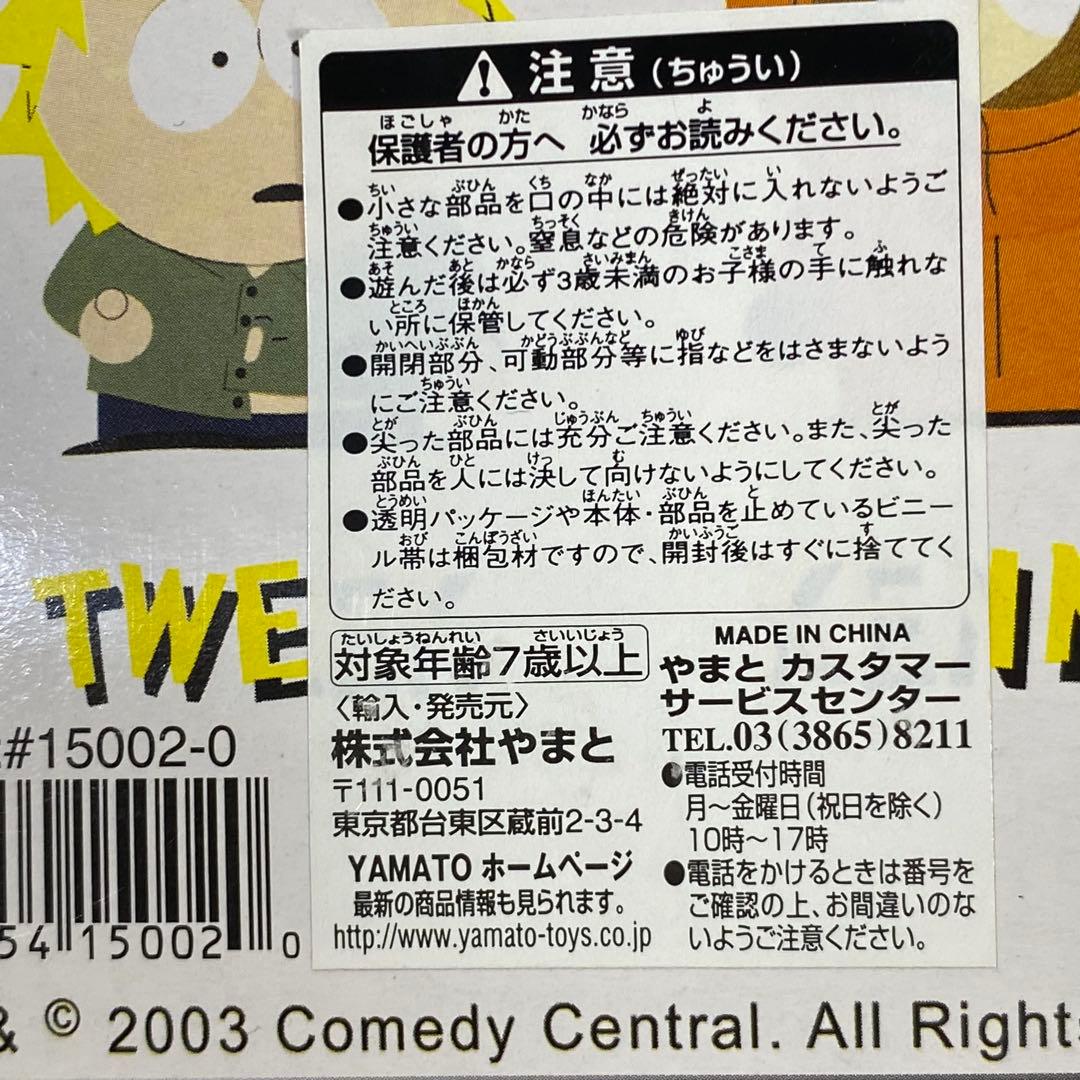 注意(ちゅうい)
保護者の方へ 必ずお読みください。
●小さな部品を口の中には絶対に入れないようご
注意ください。窒息などの危険があります。
●遊んだ後は必ず3歳未満のお子様の手に触れな
い所に保管してください。
●開閉部分、可動部分等に指などをはさまないよう
にご注意ください。
●尖った部品には充分ご注意ください。また、尖った
部品を人には決して向けないようにしてください。
●透明パッケージや本体・部品を止めているビニー
ル帯は梱包材ですので、開封後はすぐに捨ててく
ださい。
対象年齢7歳以上
〈輸入・発売元〉
株式会社やまと
〒111-0051
東京都台東区蔵前2-3-4
YAMATO ホームページ
最新の商品情報も見られます。
http://www.yamato-toys.co.jp
MADE IN CHINA
やまと カスタマー
サービスセンター
TEL.03(3865)8211
●電話受付時間
月～金曜日(祝日を除く)
10時～17時
●電話をかけるときは番号を
ご確認の上、お間違いのな
いようご注意ください。
TWE
#15002-0
54 15002 0
& © 2003 Comedy Central. All Rights